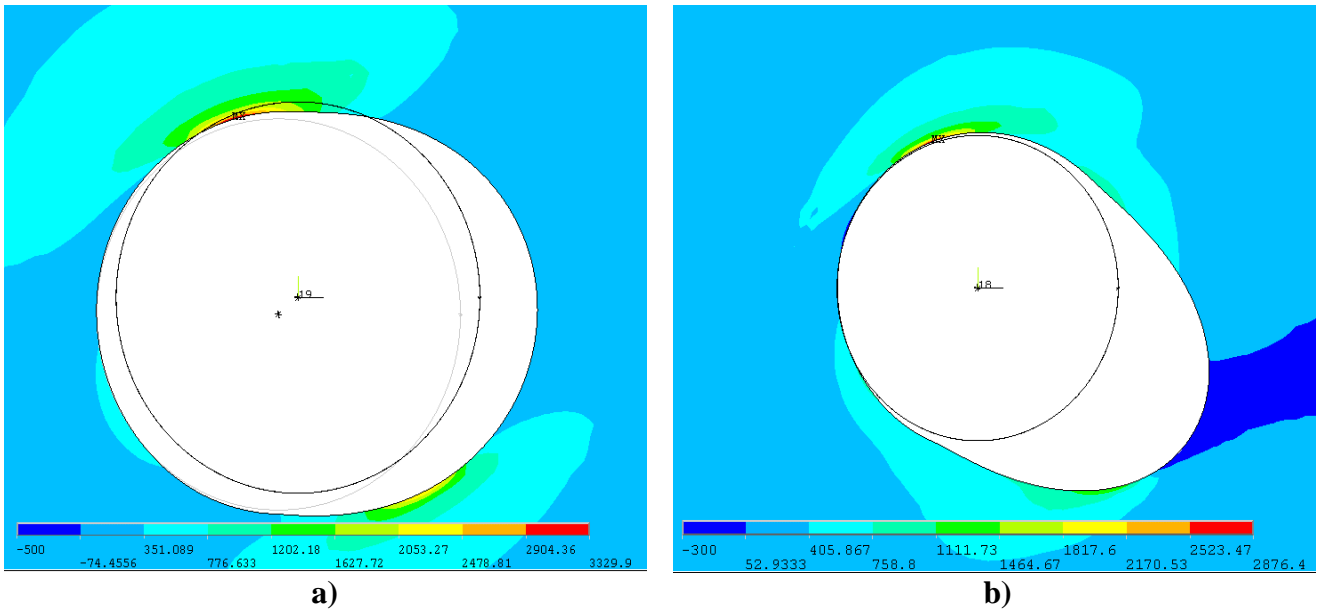 MX
MX
19
18
-500 351.089 1202.18 2053.27 2904.36
-74.4556 776.633 1627.72 2478.81 3329.9
-300 405.867 1111.73 1817.6 2523.47
52.9333 758.8 1464.67 2170.53 2876.4
a)
b)